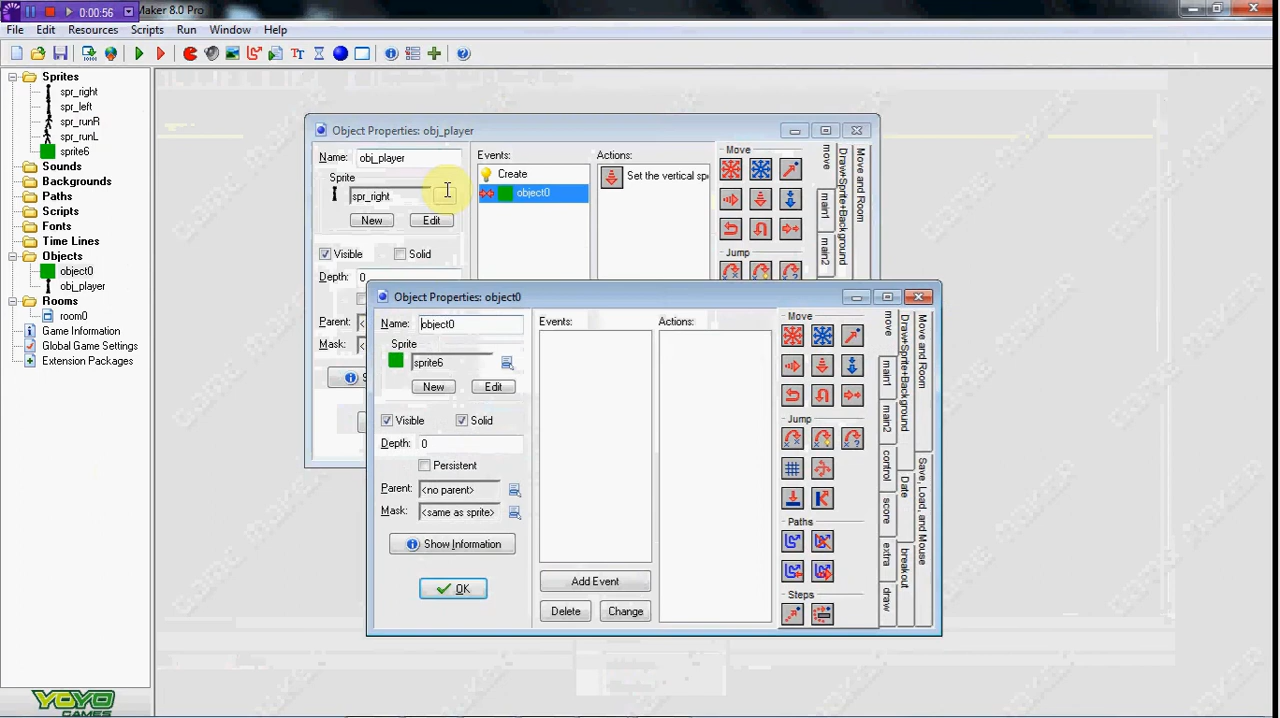 0:00:56
Maker 8.0 Pro
File Edit Resources Scripts Run Window Help
Sprites
spr_right
spr_left
spr_runR
spr_runL
sprite6
Sounds
Backgrounds
Paths
Scripts
Fonts
Time Lines
Objects
object0
obj_player
Rooms
room0
Game Information
Global Game Settings
Extension Packages
YOYO
GAMES
Object Properties: obj_player
Name: obj_player
Sprite
spr_right
New Edit
Visible Solid
Depth: 0
Parent:
Mask:
Events:
Create
object0
Actions:
Set the vertical sp
Move
Jump
move
main1
main2
Draw+Sprite+Background
Move and Room
Object Properties: object0
Name: object0
Sprite
sprite6
New Edit
Visible Solid
Depth: 0
Persistent
Parent: <no parent>
Mask: <same as sprite>
Show Information
OK
Events:
Add Event
Delete Change
Actions:
Move
Jump
Paths
Steps
move
main1
main2
control
score
extra
draw
Draw+Sprite+Background
Date
breakout
Move and Room
Save, Load, and Mouse